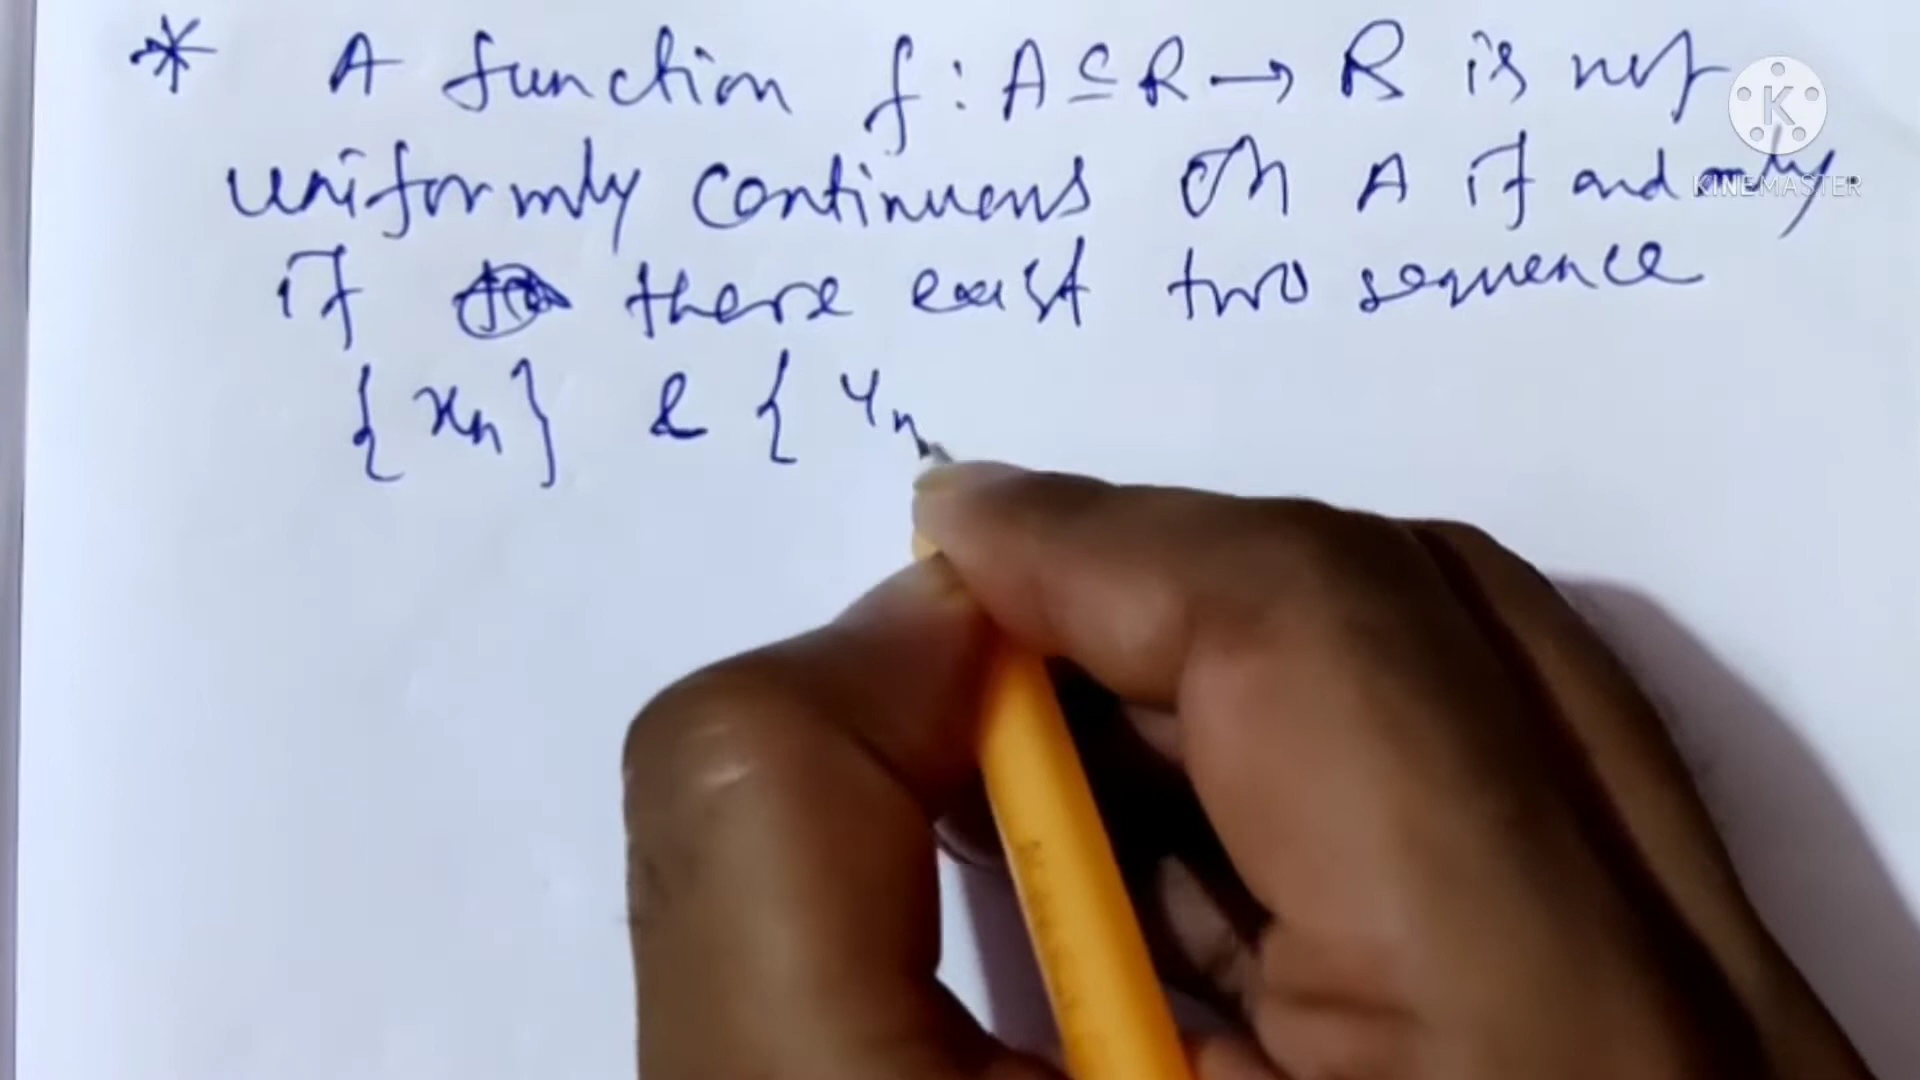 * A function f : A ⊆ R → R is not
uniformly continuous on A if and only
if there exist two sequence
{xn} & {yn
K
KINEMASTER